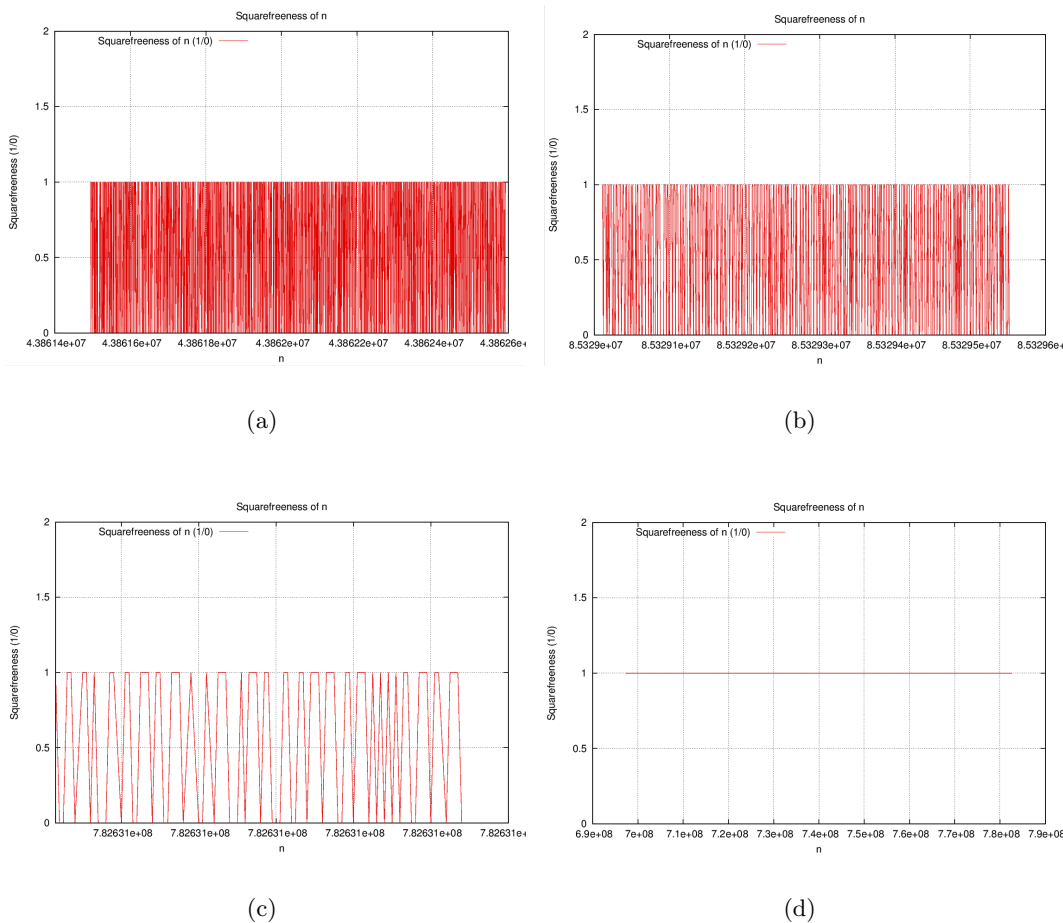 Squarefreeness of n
Squarefreeness of n (1/0)
Squarefreeness (1/0)
2
1.5
1
0.5
0
4.38614e+07 4.38616e+07 4.38618e+07 4.3862e+07 4.38622e+07 4.38624e+07 4.38626e+
n
(a)
Squarefreeness of n
Squarefreeness of n (1/0)
Squarefreeness (1/0)
2
1.5
1
0.5
0
8.5329e+07 8.53291e+07 8.53292e+07 8.53293e+07 8.53294e+07 8.53295e+07 8.53296e+
n
(b)
Squarefreeness of n
Squarefreeness of n (1/0)
Squarefreeness (1/0)
2
1.5
1
0.5
0
7.82631e+08 7.82631e+08 7.82631e+08 7.82631e+08 7.82631e+08 7.82631e+
n
(c)
Squarefreeness of n
Squarefreeness of n (1/0)
Squarefreeness (1/0)
2
1.5
1
0.5
0
6.9e+08 7e+08 7.1e+08 7.2e+08 7.3e+08 7.4e+08 7.5e+08 7.6e+08 7.7e+08 7.8e+08 7.9e+08
n
(d)